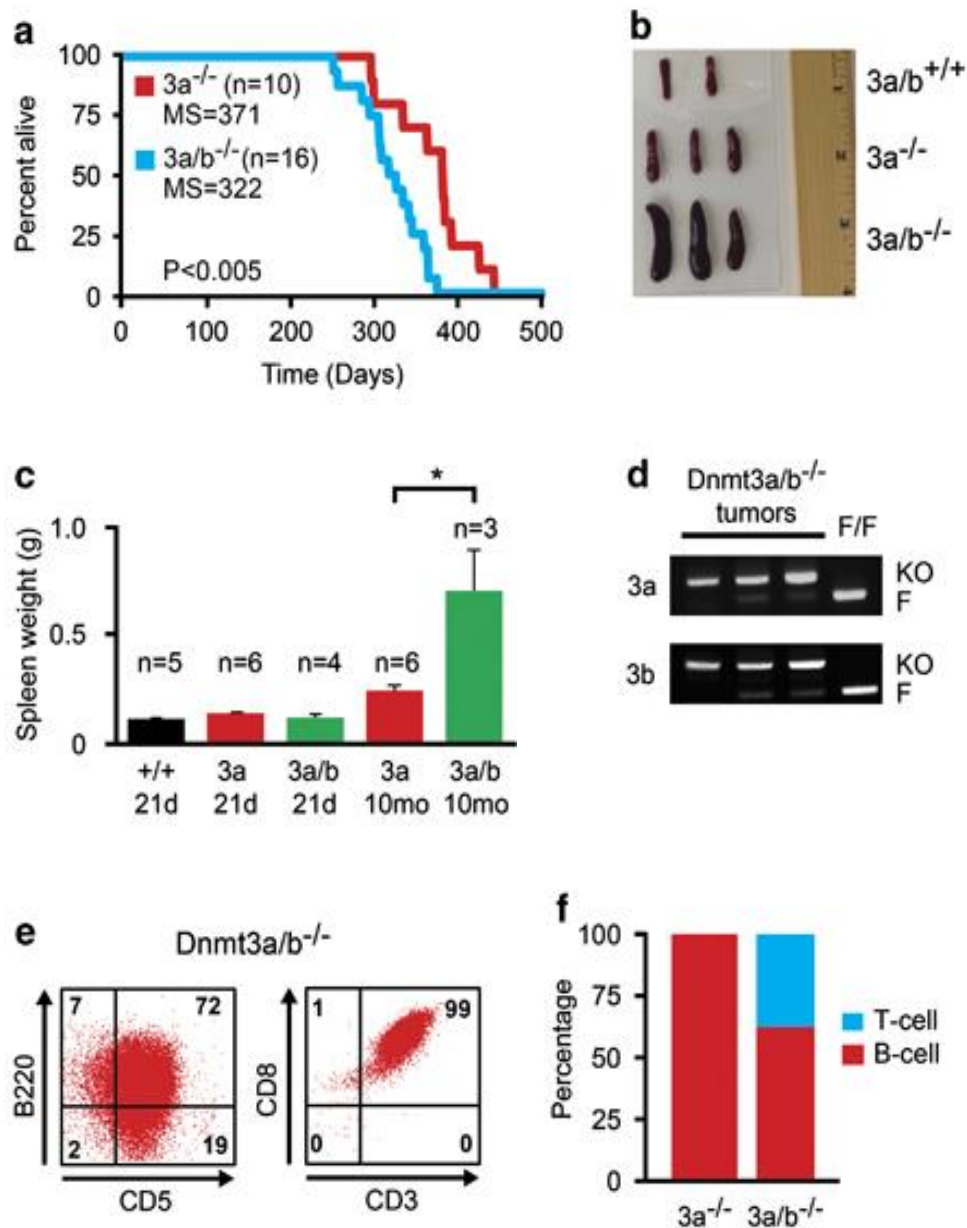 a
100
75
50
25
0
Percent alive
3a-/- (n=10)
MS=371
3a/b-/- (n=16)
MS=322
P<0.005
0 100 200 300 400 500
Time (Days)
b
3a/b+/+
3a-/-
3a/b-/-
c
*
Spleen weight (g)
1.0
0.5
0
n=5 n=6 n=4 n=6 n=3
+/+ 3a 3a/b 3a 3a/b
21d 21d 21d 10mo 10mo
d
Dnmt3a/b-/-
tumors F/F
3a KO
F
3b KO
F
e
Dnmt3a/b-/-
B220
7 72
2 19
CD5
CD8
1 99
0 0
CD3
f
Percentage
100
75
50
25
0
T-cell
B-cell
3a-/- 3a/b-/-